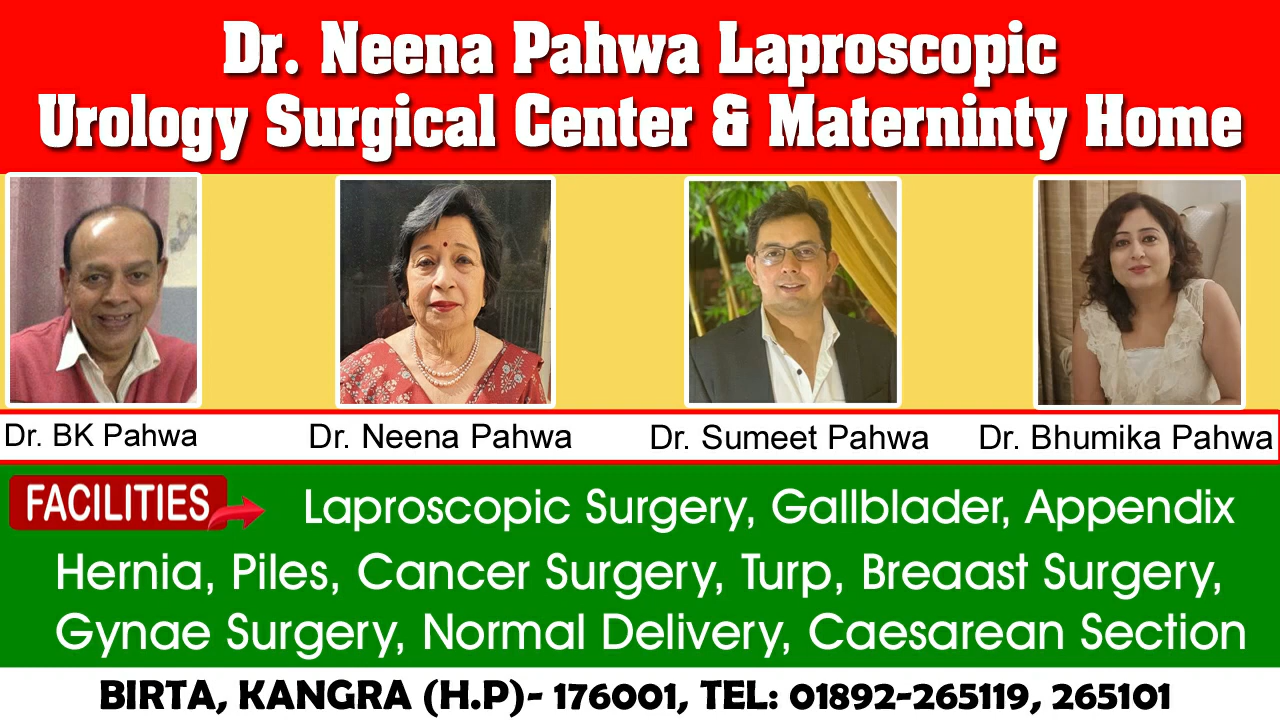 Dr. Neena Pahwa Laproscopic
Urology Surgical Center & Materninty Home
Dr. BK Pahwa
Dr. Neena Pahwa
Dr. Sumeet Pahwa
Dr. Bhumika Pahwa
FACILITIES
Laproscopic Surgery, Gallblader, Appendix
Hernia, Piles, Cancer Surgery, Turp, Breaast Surgery,
Gynae Surgery, Normal Delivery, Caesarean Section
BIRTA, KANGRA (H.P)- 176001, TEL: 01892-265119, 265101